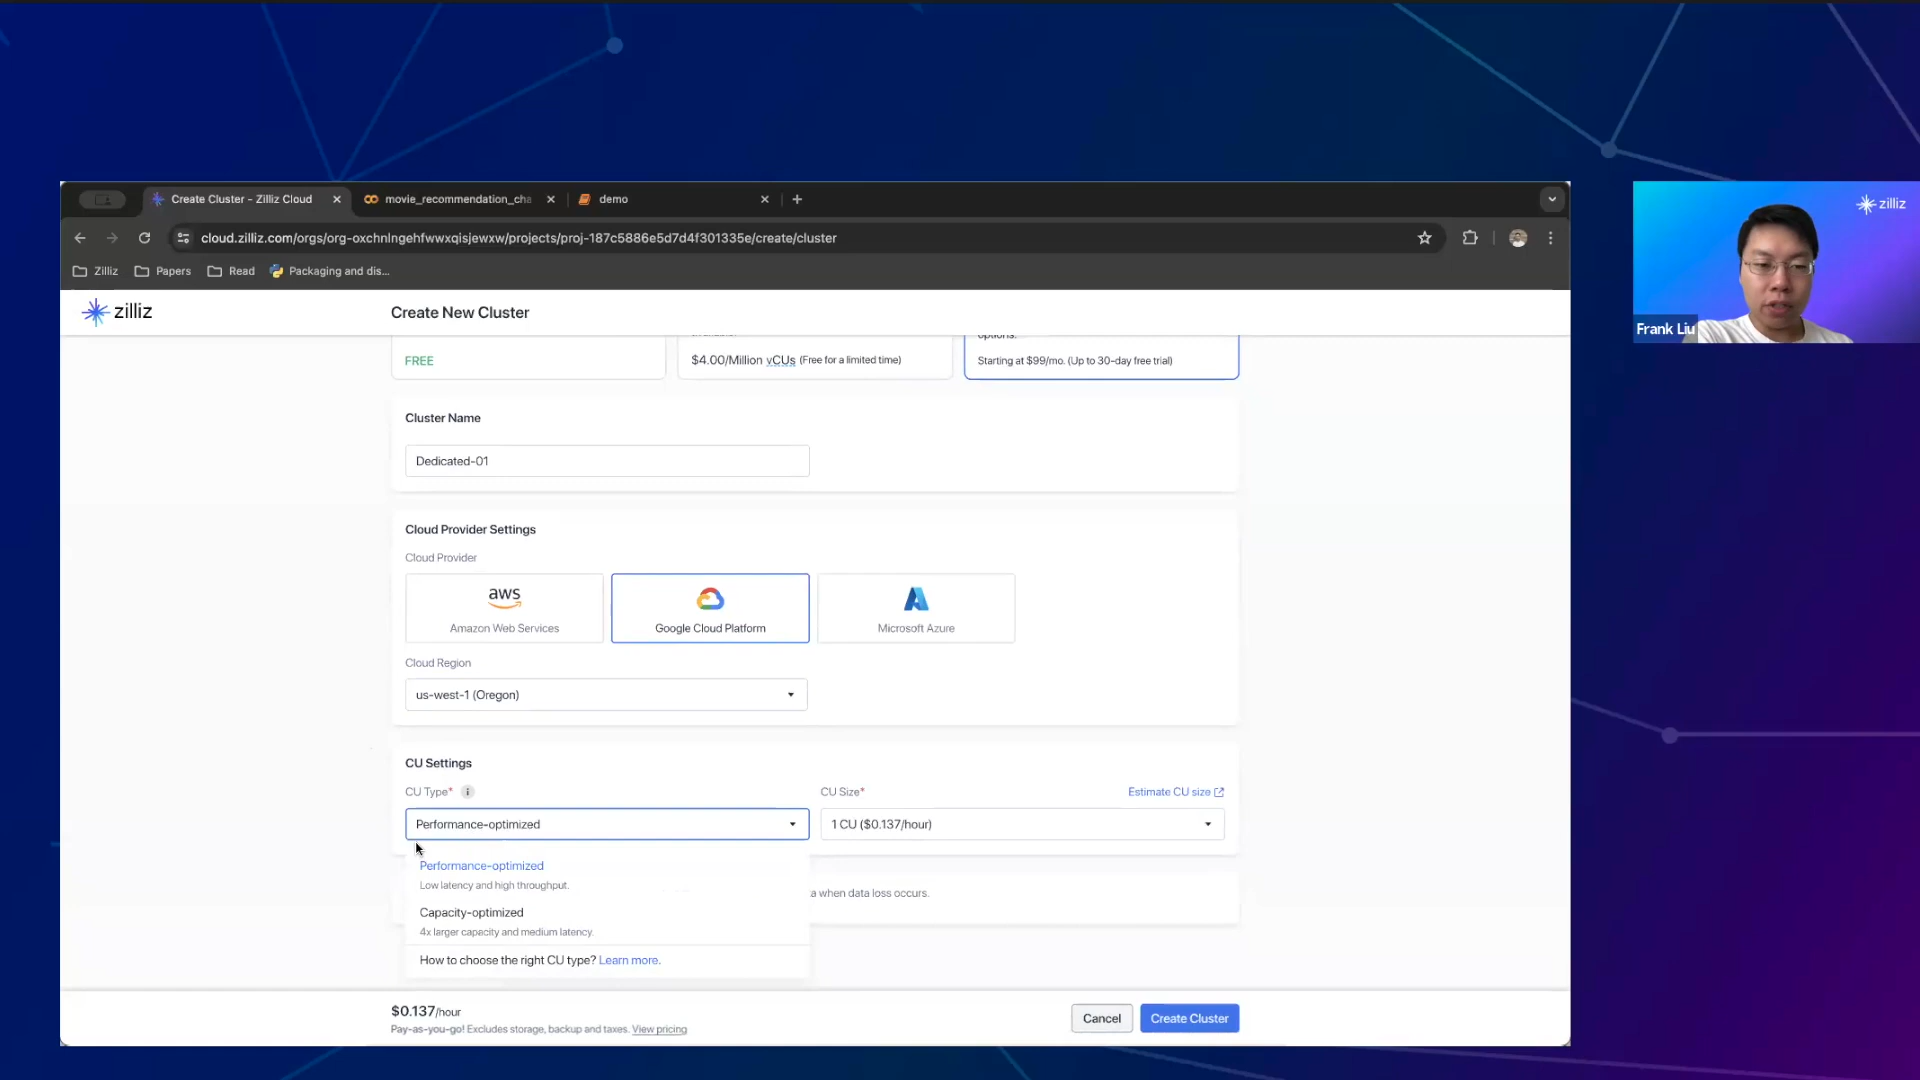 Create Cluster - Zilliz Cloud
movie_recommendation_cha
demo
cloud.zilliz.com/orgs/org-oxchnlngehfwwxqisjewxw/projects/proj-187c5886e5d7d4f301335e/create/cluster
Zilliz
Papers
Read
Packaging and dis...
zilliz
Create New Cluster
zilliz
Frank Liu
options.
FREE
$4.00/Million vCUs (Free for a limited time)
Starting at $99/mo. (Up to 30-day free trial)
Cluster Name
Dedicated-01
Cloud Provider Settings
Cloud Provider
aws
Amazon Web Services
Google Cloud Platform
Microsoft Azure
Cloud Region
us-west-1 (Oregon)
CU Settings
CU Type* i
CU Size*
Estimate CU size
Performance-optimized
1 CU ($0.137/hour)
Performance-optimized
Low latency and high throughput.
a when data loss occurs.
Capacity-optimized
4x larger capacity and medium latency.
How to choose the right CU type? Learn more.
$0.137/hour
Pay-as-you-go! Excludes storage, backup and taxes. View pricing
Cancel
Create Cluster